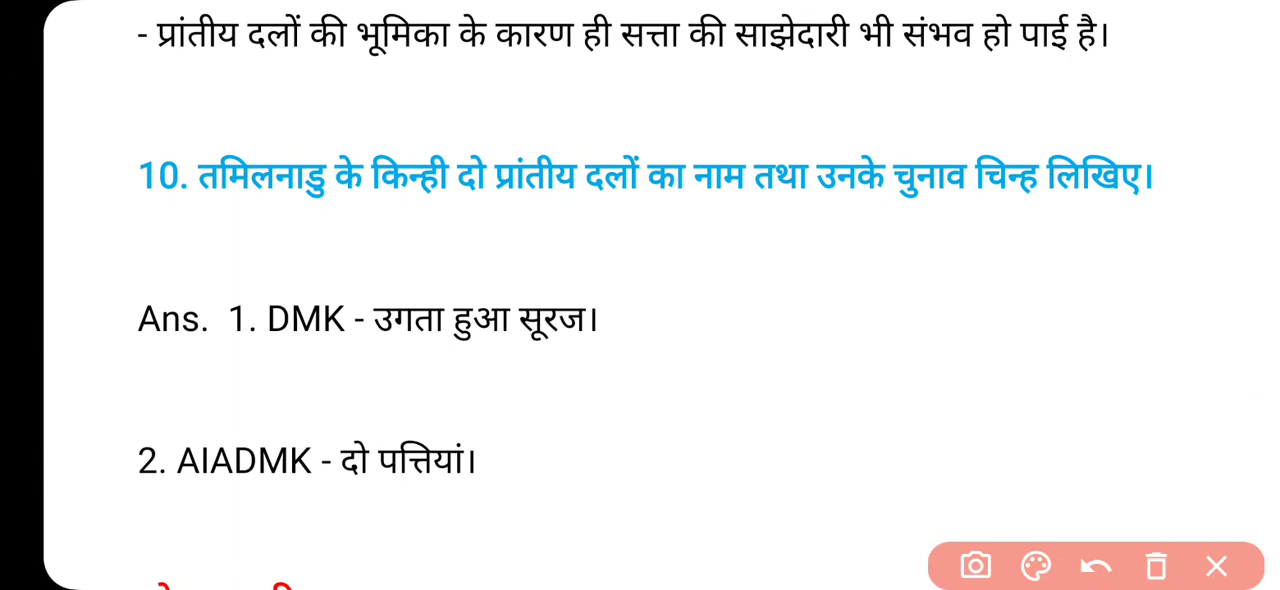 - प्रांतीय दलों की भूमिका के कारण ही सत्ता की साझेदारी भी संभव हो पाई है।
10. तमिलनाडु के किन्ही दो प्रांतीय दलों का नाम तथा उनके चुनाव चिन्ह लिखिए।
Ans. 1. DMK - उगता हुआ सूरज।
2. AIADMK - दो पत्तियां।